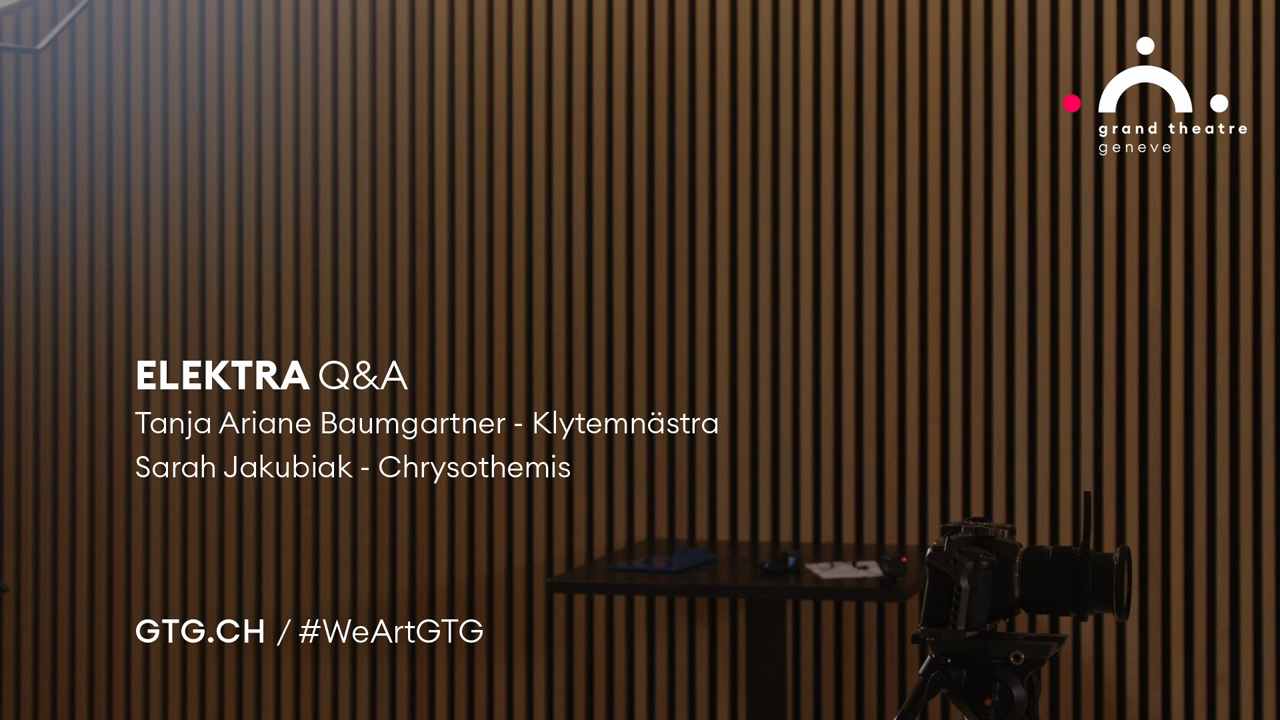 grand theatre
geneve
ELEKTRA Q&A
Tanja Ariane Baumgartner - Klytemnästra
Sarah Jakubiak - Chrysothemis
GTG.CH / #WeArtGTG